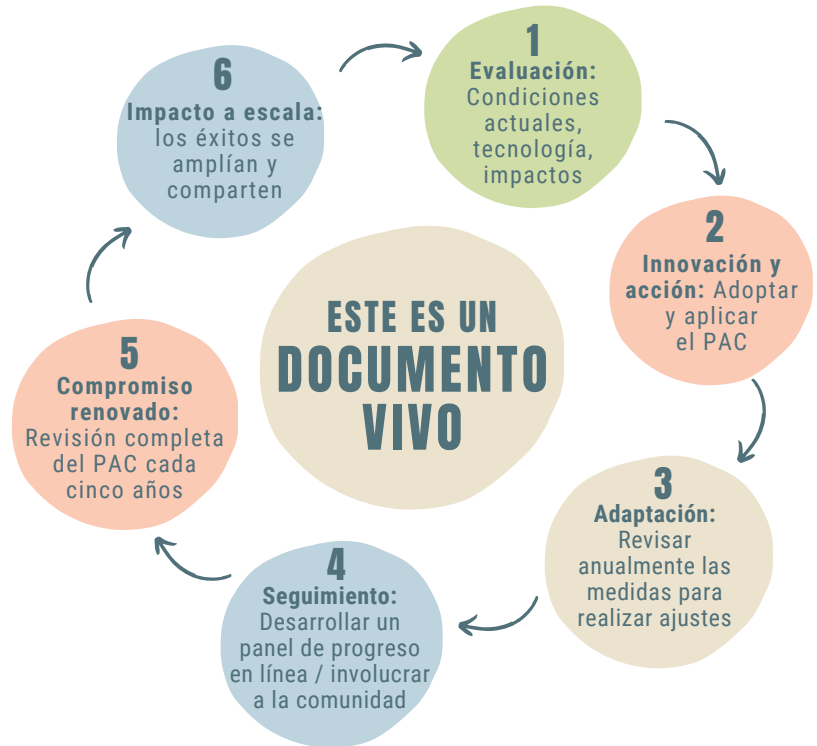 1
Evaluación:
Condiciones
actuales,
tecnología,
impactos
2
Innovación y
acción: Adoptar
y aplicar
el PAC
3
Adaptación:
Revisar
anualmente las
medidas para
realizar ajustes
4
Seguimiento:
Desarrollar un
panel de progreso
en línea / involucrar
a la comunidad
5
Compromiso
renovado:
Revisión completa
del PAC cada
cinco años
6
Impacto a escala:
los éxitos se
amplían y
comparten
ESTE ES UN
DOCUMENTO
VIVO